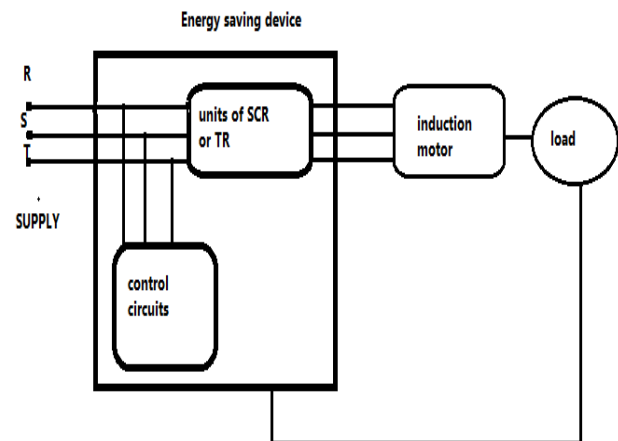 Energy saving device
R
S
T
SUPPLY
units of SCR
or TR
induction
motor
load
control
circuits